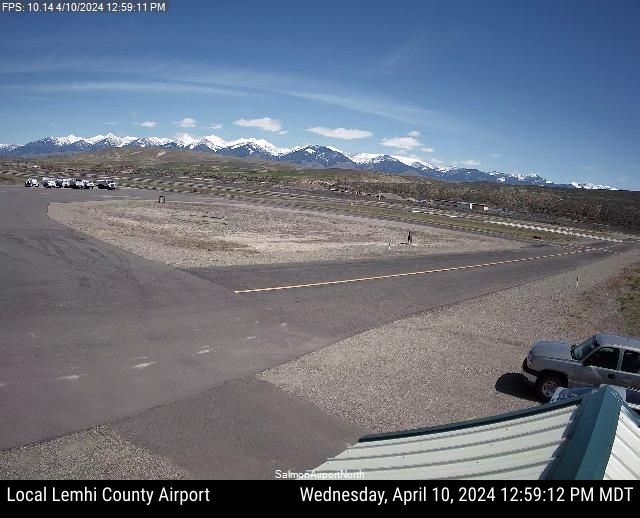 FPS: 10.14 4/10/2024 12:59:11 PM
SalmonAirportNorth
Local Lemhi County Airport Wednesday, April 10, 2024 12:59:12 PM MDT